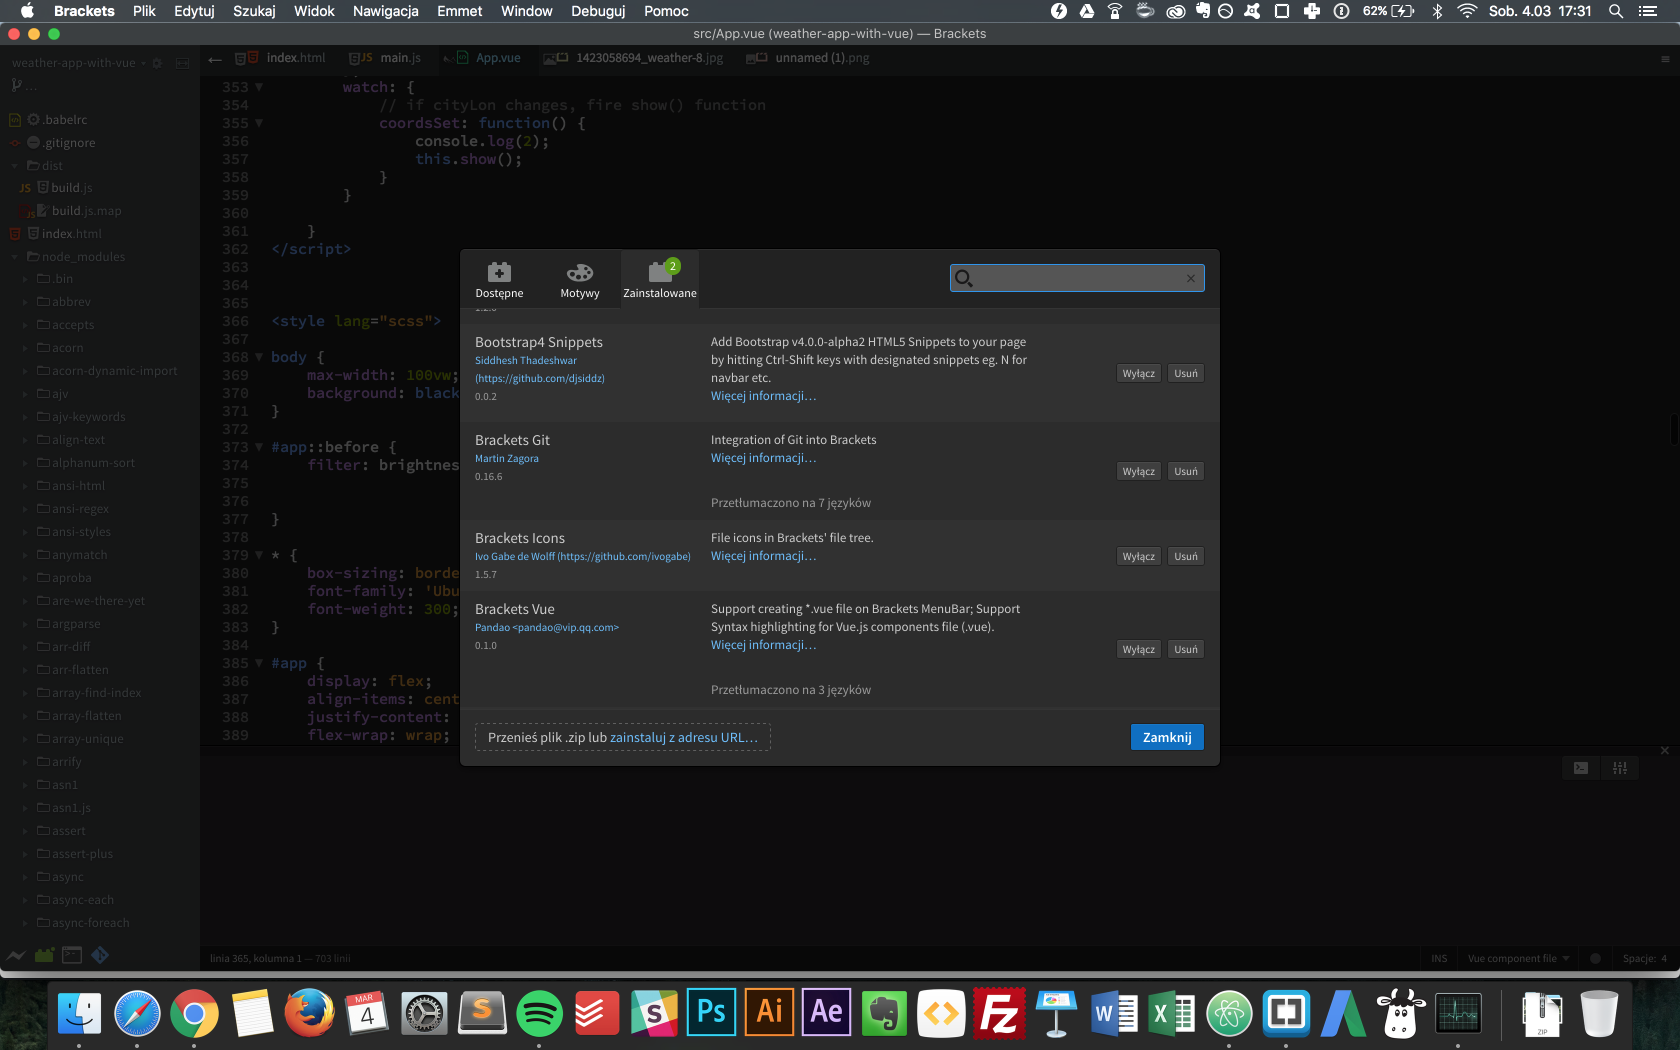 Brackets Plik Edytuj Szukaj Widok Nawigacja Emmet Window Debuguj Pomoc 62% Sob. 4.03 17:31
src/App.vue (weather-app-with-vue) — Brackets
weather-app-with-vue
index.html main.js App.vue 1423058694_weather-8.jpg unnamed (1).png
...
.babelrc
.gitignore
dist
JS build.js
build.js.map
index.html
node_modules
.bin
abbrev
accepts
acorn
acorn-dynamic-import
ajv
ajv-keywords
align-text
alphanum-sort
ansi-html
ansi-regex
ansi-styles
anymatch
aproba
are-we-there-yet
argparse
arr-diff
arr-flatten
array-find-index
array-flatten
array-unique
arrify
asn1
asn1.js
assert
assert-plus
async
async-each
async-foreach
353 watch: {
354 // if cityLon changes, fire show() function
355 coordsSet: function() {
356 console.log(2);
357 this.show();
358 }
359 }
360
361 }
362 </script>
363
364
365
366 <style lang="scss">
367
368 body {
369 max-width: 100vw;
370 background: black
371 }
372
373 #app::before {
374 filter: brightnes
375
376
377 }
378
379 * {
380 box-sizing: borde
381 font-family: 'Ubu
382 font-weight: 300;
383 }
384
385 #app {
386 display: flex;
387 align-items: cent
388 justify-content:
389 flex-wrap: wrap;
Dostępne Motywy 2 Zainstalowane
Bootstrap4 Snippets
Siddhesh Thadeshwar
(https://github.com/djsiddz)
0.0.2
Add Bootstrap v4.0.0-alpha2 HTML5 Snippets to your page
by hitting Ctrl-Shift keys with designated snippets eg. N for
navbar etc.
Więcej informacji…
Wyłącz Usuń
Brackets Git
Martin Zagora
0.16.6
Integration of Git into Brackets
Więcej informacji…
Przetłumaczono na 7 języków
Wyłącz Usuń
Brackets Icons
Ivo Gabe de Wolff (https://github.com/ivogabe)
1.5.7
File icons in Brackets' file tree.
Więcej informacji…
Wyłącz Usuń
Brackets Vue
Pandao <pandao@vip.qq.com>
0.1.0
Support creating *.vue file on Brackets MenuBar; Support
Syntax highlighting for Vue.js components file (.vue).
Więcej informacji…
Przetłumaczono na 3 języków
Wyłącz Usuń
Przenieś plik .zip lub zainstaluj z adresu URL…
Zamknij
linia 365, kolumna 1 — 703 linii
INS Vue component file Spacje: 4
MAR
4
S
Ps
Ai
Ae
Fz
W
X
ZIP